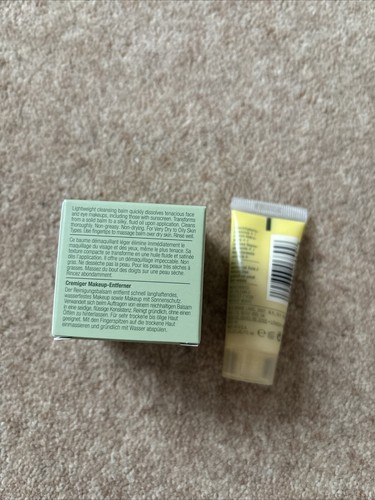 Lightweight cleansing balm quickly dissolves tenacious face
and eye makeups, including those with sunscreen. Transforms
from a solid balm to a silky, fluid oil upon application. Cleans
thoroughly. Non-greasy. Non-drying. For Very Dry to Oily Skin
Types. Use fingertips to massage balm over dry skin. Rinse well.
Ce baume démaquillant léger élimine immédiatement le
maquillage du visage et des yeux, même le plus tenace. Sa
texture compacte se transforme en une huile fluide et satinée
dès l'application. Il offre un démaquillage impeccable. Non
gras. Ne dessèche pas la peau. Pour les peaux très sèches à
grasses. Massez du bout des doigts sur une peau sèche.
Rincez abondamment.
Cremiger Makeup-Entferner
Der Reinigungsbalsam entfernt schnell langhaftendes,
wasserfestes Makeup sowie Makeup mit Sonnenschutz.
Verwandelt sich beim Auftragen von einem reichhaltigen Balsam
in eine seidige, flüssige Konsistenz. Reinigt gründlich, ohne einen
Ölfilm zu hinterlassen. Für sehr trockene bis ölige Haut
geeignet. Mit den Fingerspitzen auf die trockene Haut
einmassieren und gründlich mit Wasser abspülen.